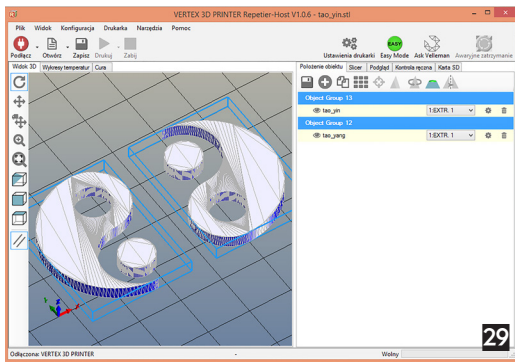 VERTEX 3D PRINTER Repetier-Host V1.0.6 - tao_yin.stl
Plik Widok Konfiguracja Drukarka Narzędzia Pomoc
Podłącz Otwórz Zapisz Drukuj Zabij Ustawienia drukarki Easy Mode Ask Velleman Awaryjne zatrzymanie
EASY
Widok 3D Wykresy temperatur Cura
Położenie obiektu Slicer Podgląd Kontrola ręczna Karta SD
Object Group 13
tao_yin 1:EXTR. 1
Object Group 12
tao_yang 1:EXTR. 1
Odłączona: VERTEX 3D PRINTER - Wolny
29